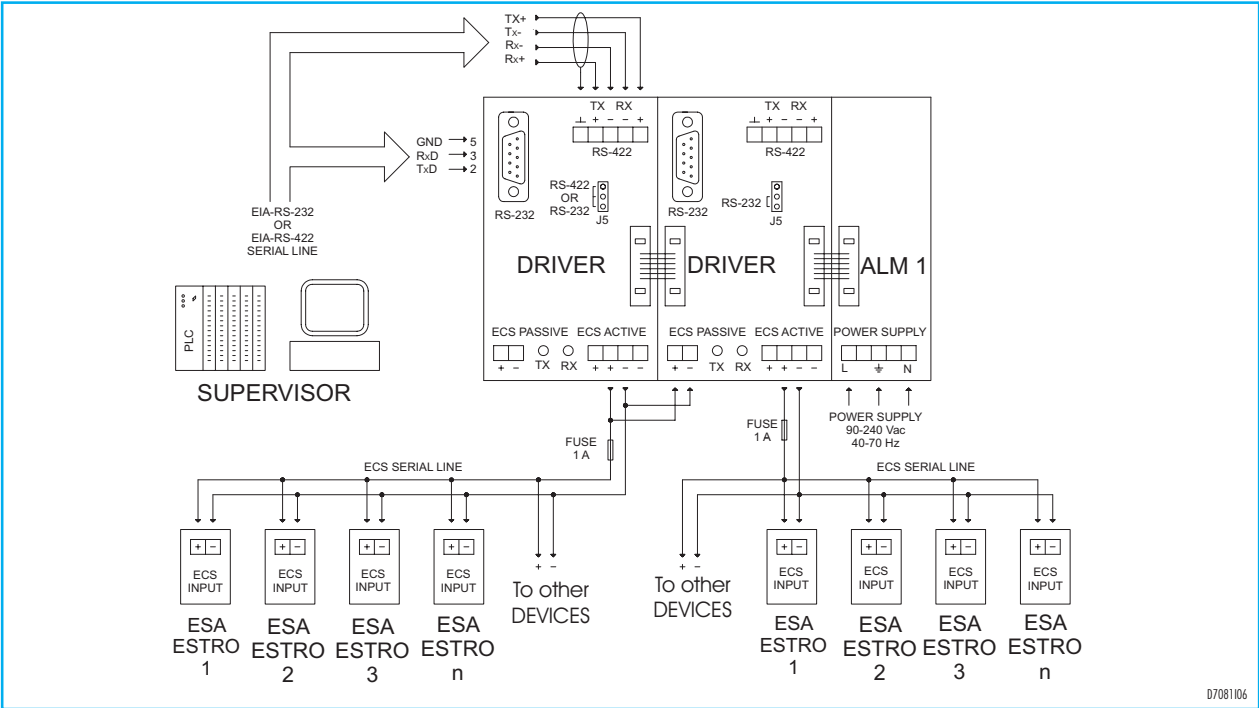 TX+
Tx-
Rx-
Rx+
GND 5
RxD 3
TxD 2
EIA-RS-232
OR
EIA-RS-422
SERIAL LINE
PLC
SUPERVISOR
TX RX
+ - - +
RS-422
RS-232
RS-422
OR
RS-232
J5
DRIVER
ECS PASSIVE
+ -
TX RX
ECS ACTIVE
+ + - -
TX RX
+ - - +
RS-422
RS-232
RS-232
J5
DRIVER
ECS PASSIVE
+ -
TX RX
ECS ACTIVE
+ + - -
ALM 1
POWER SUPPLY
L N
POWER SUPPLY
90-240 Vac
40-70 Hz
FUSE
1 A
FUSE
1 A
ECS SERIAL LINE
+ -
ECS
INPUT
ESA
ESTRO
1
+ -
ECS
INPUT
ESA
ESTRO
2
+ -
ECS
INPUT
ESA
ESTRO
3
+ -
ECS
INPUT
ESA
ESTRO
n
+ -
To other
DEVICES
ECS SERIAL LINE
+ -
To other
DEVICES
+ -
ECS
INPUT
ESA
ESTRO
1
+ -
ECS
INPUT
ESA
ESTRO
2
+ -
ECS
INPUT
ESA
ESTRO
3
+ -
ECS
INPUT
ESA
ESTRO
n
D7081I06